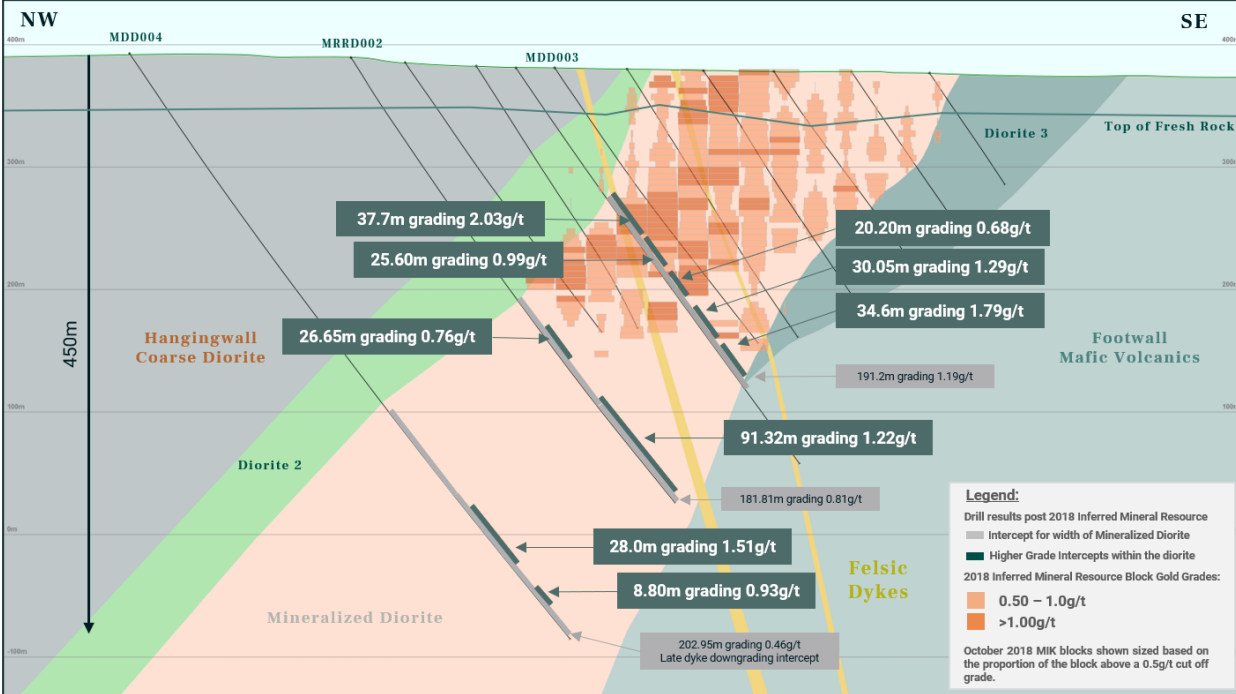 NW
SE
MDD004
MRRD002
MDD003
400m
400m
Top of Fresh Rock
Diorite 3
300m
300m
37.7m grading 2.03g/t
20.20m grading 0.68g/t
25.60m grading 0.99g/t
30.05m grading 1.29g/t
200m
200m
34.6m grading 1.79g/t
450m
Hangingwall
Coarse Diorite
26.65m grading 0.76g/t
Footwall
Mafic Volcanics
191.2m grading 1.19g/t
100m
100m
91.32m grading 1.22g/t
Diorite 2
181.81m grading 0.81g/t
0m
28.0m grading 1.51g/t
8.80m grading 0.93g/t
Felsic
Dykes
Mineralized Diorite
202.95m grading 0.46g/t
Late dyke downgrading intercept
-100m
Legend:
Drill results post 2018 Inferred Mineral Resource
Intercept for width of Mineralized Diorite
Higher Grade Intercepts within the diorite
2018 Inferred Mineral Resource Block Gold Grades:
0.50 – 1.0g/t
>1.00g/t
October 2018 MIK blocks shown sized based on
the proportion of the block above a 0.5g/t cut off
grade.